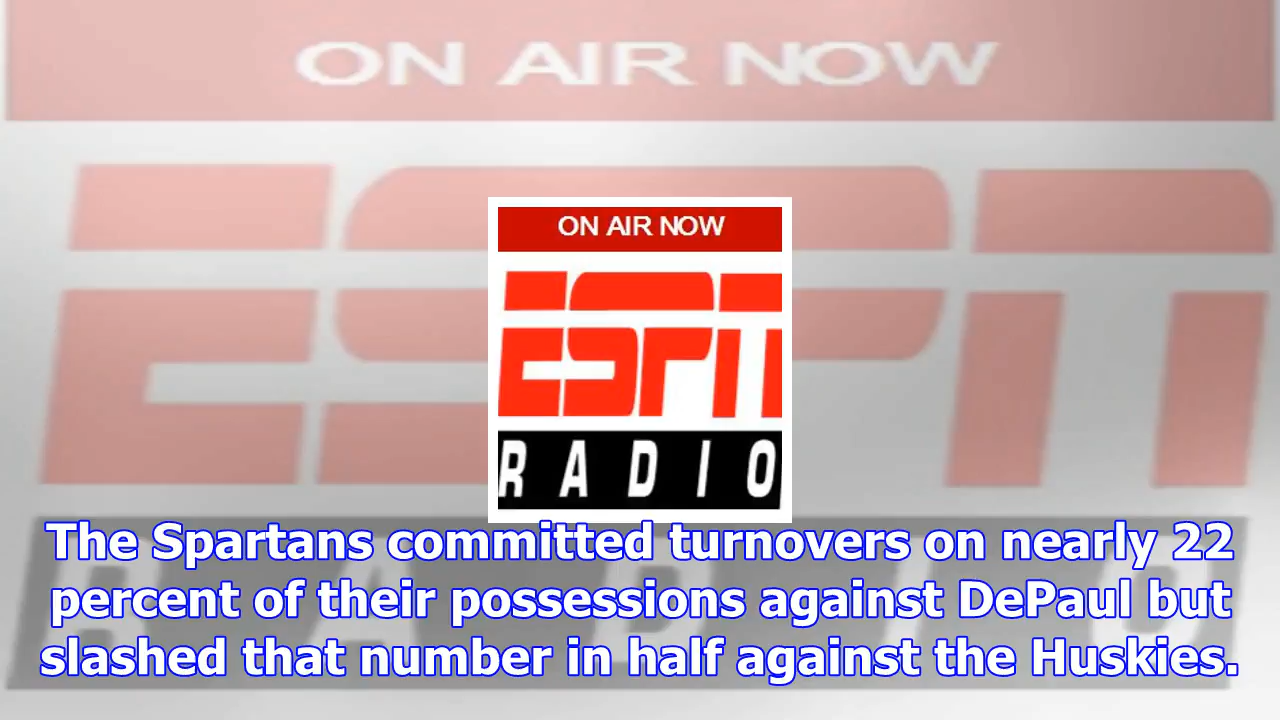 ON AIR NOW
ON AIR NOW
ESPN
RADIO
The Spartans committed turnovers on nearly 22
percent of their possessions against DePaul but
slashed that number in half against the Huskies.